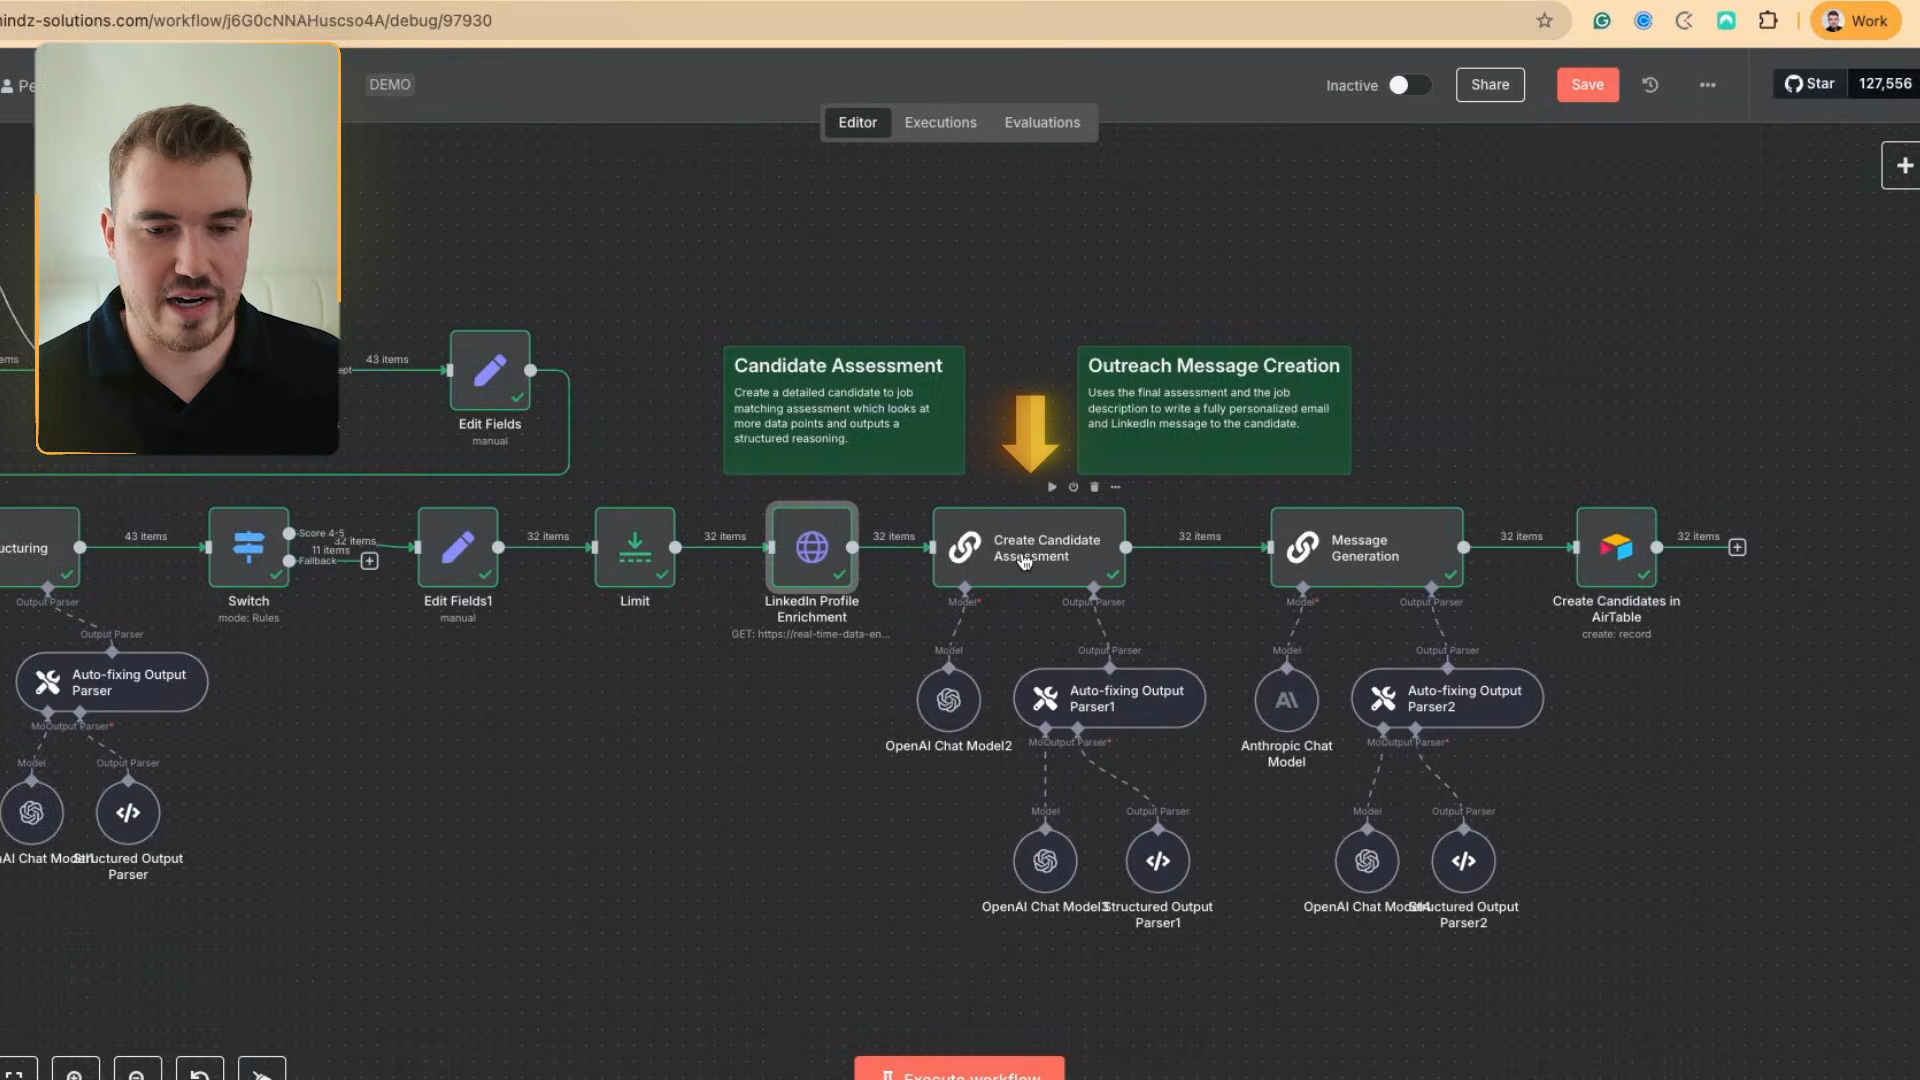 indz-solutions.com/workflow/j6G0cNNAHuscso4A/debug/97930
Work
Pe
DEMO
Inactive
Share
Save
Star
127,556
Editor
Executions
Evaluations
ems
ept
43 items
Edit Fields
manual
Candidate Assessment
Create a detailed candidate to job
matching assessment which looks at
more data points and outputs a
structured reasoning.
Outreach Message Creation
Uses the final assessment and the job
description to write a fully personalized email
and LinkedIn message to the candidate.
ucturing
43 items
Score 4-5
32 items
11 items
Fallback
32 items
32 items
32 items
Create Candidate
Assessment
32 items
Message
Generation
32 items
32 items
Output Parser
Switch
mode: Rules
Edit Fields1
manual
Limit
LinkedIn Profile
Enrichment
GET: https://real-time-data-en...
Model*
Output Parser
Model*
Output Parser
Create Candidates in
AirTable
create: record
Output Parser
Auto-fixing Output
Parser
Model
Output Parser
Auto-fixing Output
Parser1
Model
Output Parser
Auto-fixing Output
Parser2
MoOutput Parser*
OpenAI Chat Model2
MoOutput Parser*
Anthropic Chat
Model
MoOutput Parser*
Model
Output Parser
Model
Output Parser
Model
Output Parser
Structured Output
Parser
OpenAI Chat Model3
Structured Output
Parser1
OpenAI Chat
Structured Output
Parser2
Execute workflow